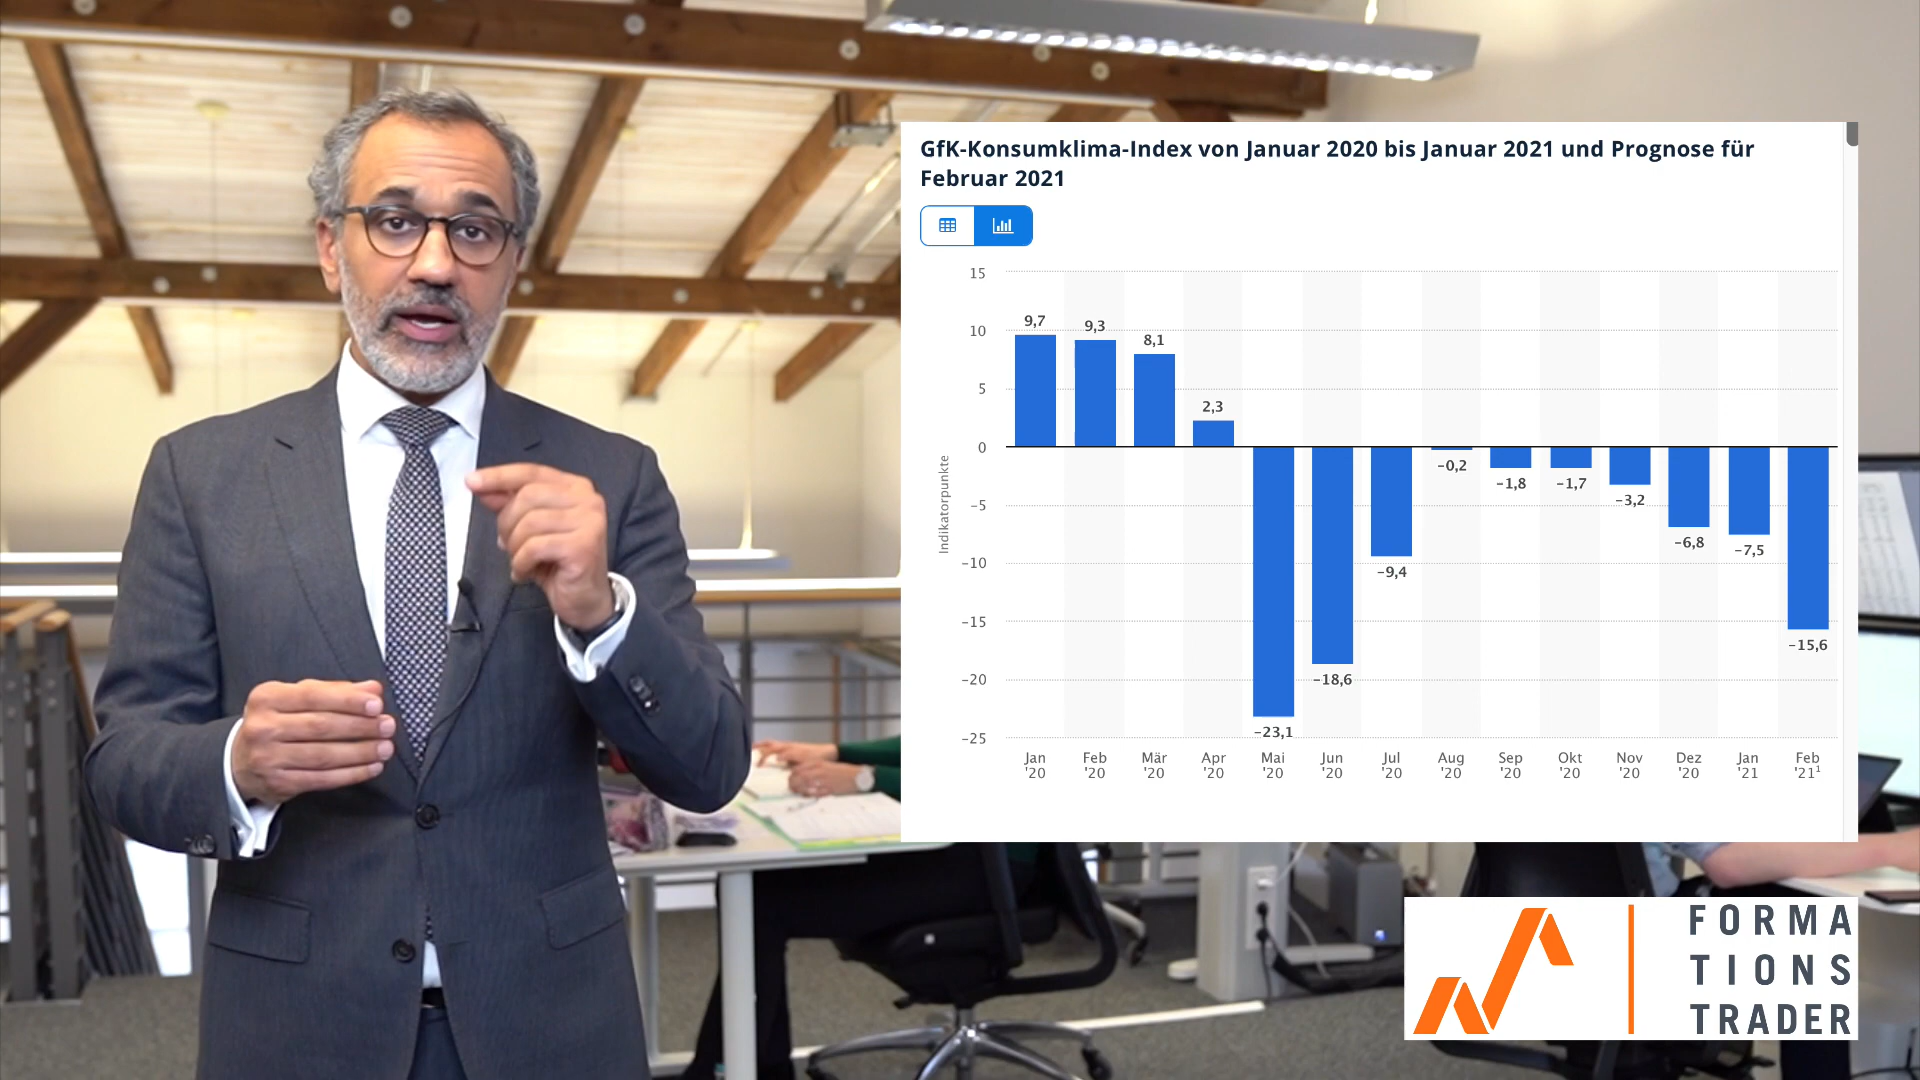 GfK-Konsumklima-Index von Januar 2020 bis Januar 2021 und Prognose für
Februar 2021
15
10
5
0
−5
−10
−15
−20
−25
Indikatorpunkte
9,7
9,3
8,1
2,3
−23,1
−18,6
−9,4
−0,2
−1,8
−1,7
−3,2
−6,8
−7,5
−15,6
Jan '20
Feb '20
Mär '20
Apr '20
Mai '20
Jun '20
Jul '20
Aug '20
Sep '20
Okt '20
Nov '20
Dez '20
Jan '21
Feb '21¹
FORMA
TIONS
TRADER